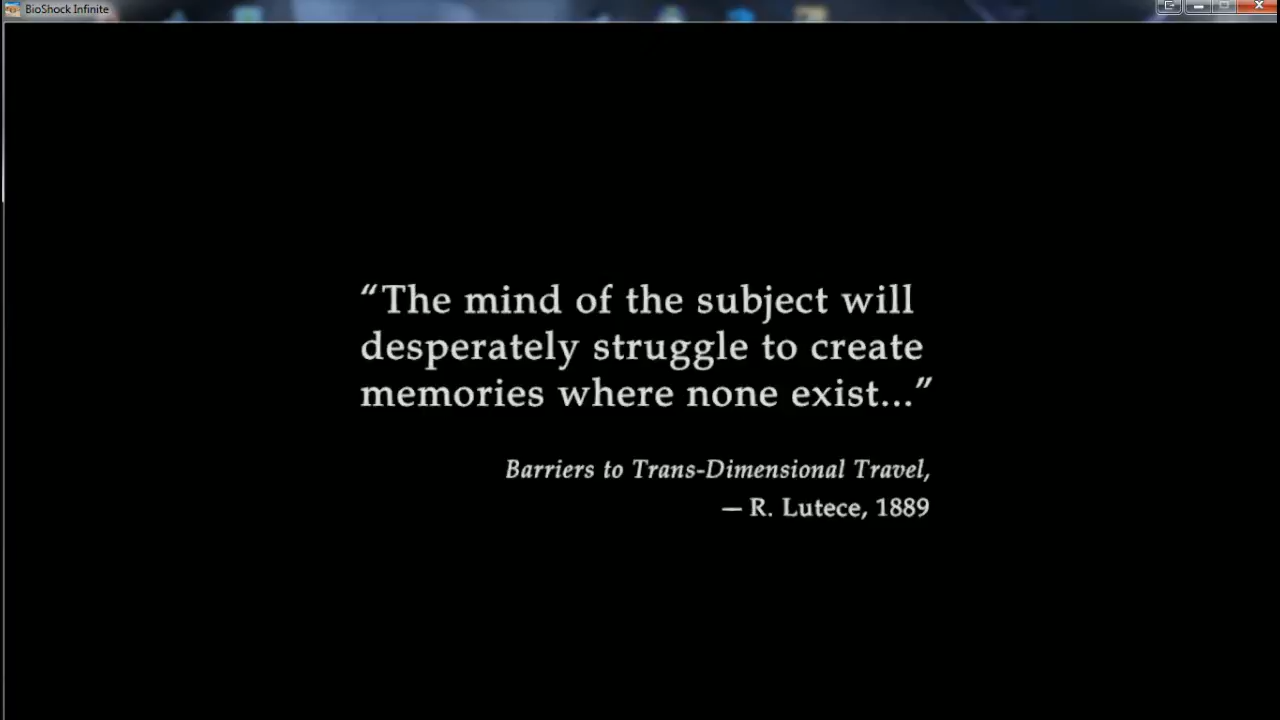 BioShock Infinite
“The mind of the subject will
desperately struggle to create
memories where none exist...”
Barriers to Trans-Dimensional Travel,
— R. Lutece, 1889